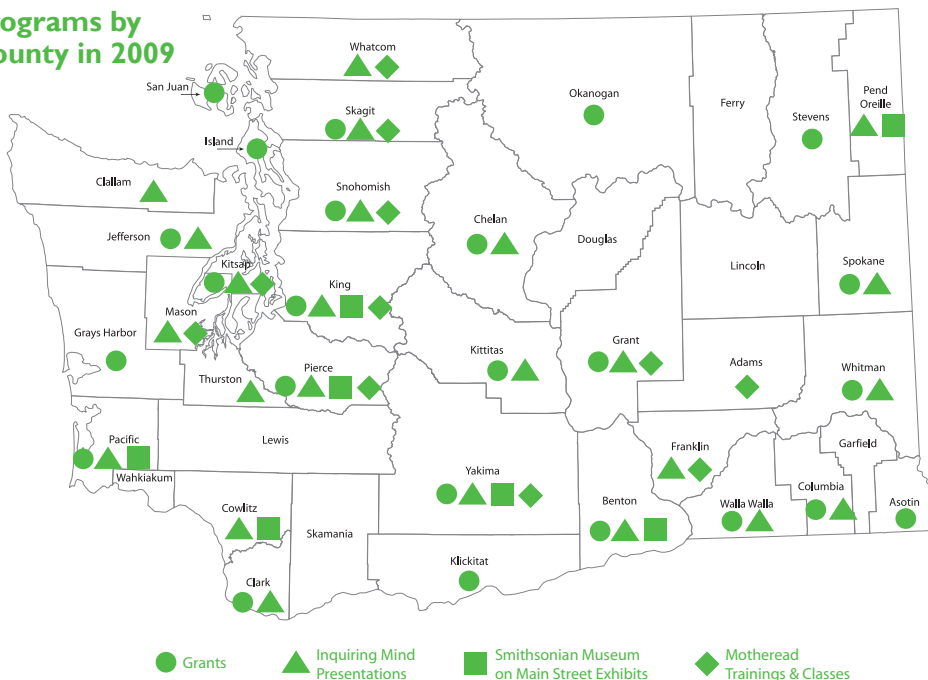 ograms by
ounty in 2009
Whatcom
San Juan
Skagit
Okanogan
Ferry
Stevens
Pend
Oreille
Island
Clallam
Snohomish
Chelan
Douglas
Jefferson
Kitsap
King
Lincoln
Spokane
Mason
Grays Harbor
Thurston
Pierce
Kittitas
Grant
Adams
Whitman
Pacific
Lewis
Wahkiakum
Yakima
Franklin
Garfield
Cowlitz
Skamania
Benton
Walla Walla
Columbia
Asotin
Klickitat
Clark
Grants
Inquiring Mind
Presentations
Smithsonian Museum
on Main Street Exhibits
Motheread
Trainings & Classes